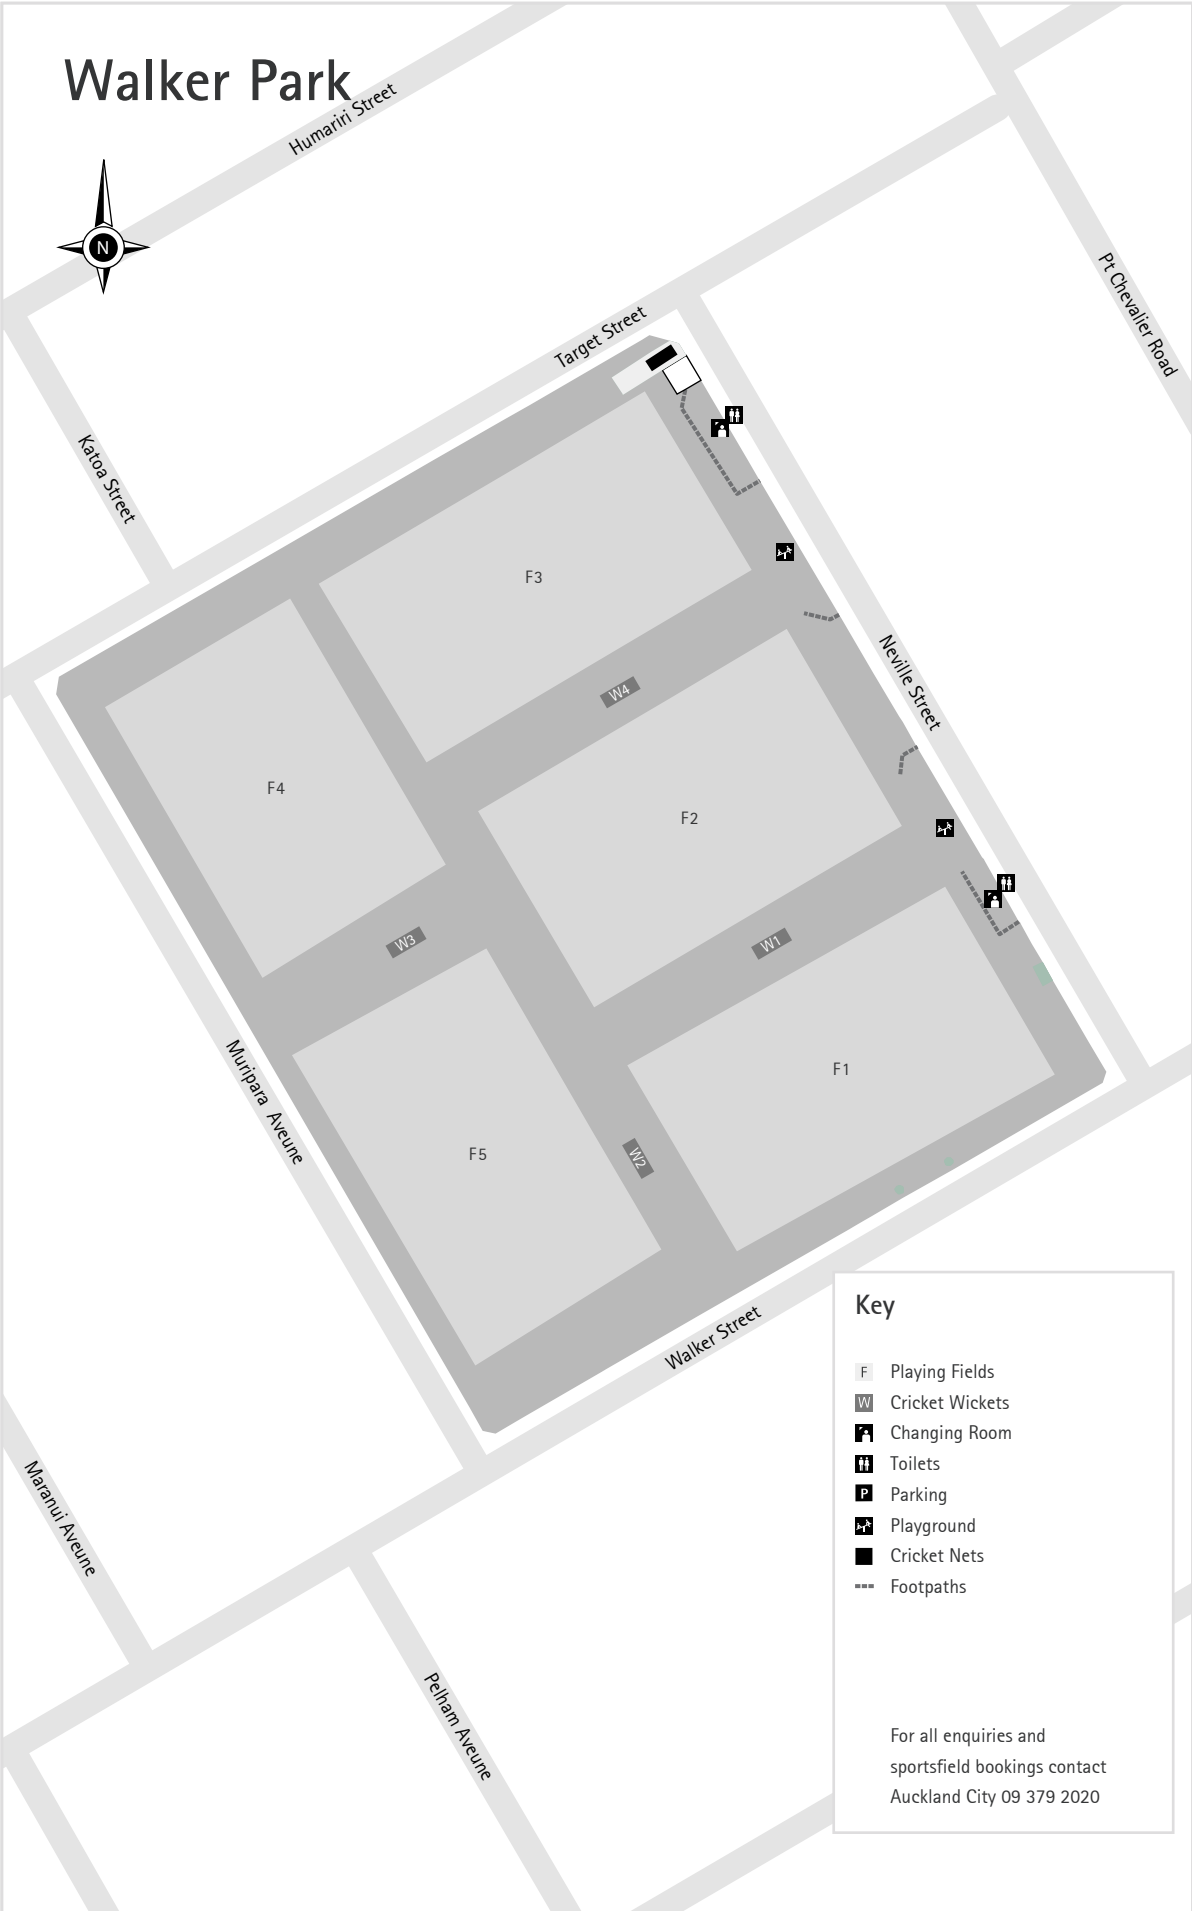 Walker Park
Humariri Street
N
Pt Chevalier Road
Target Street
Katoa Street
F3
Neville Street
W4
F4
F2
W3
W1
Muripara Aveune
F1
F5
W2
Walker Street
Key
F Playing Fields
W Cricket Wickets
Changing Room
Toilets
P Parking
Playground
Cricket Nets
Footpaths
Maranui Aveune
Pelham Aveune
For all enquiries and
sportsfield bookings contact
Auckland City 09 379 2020